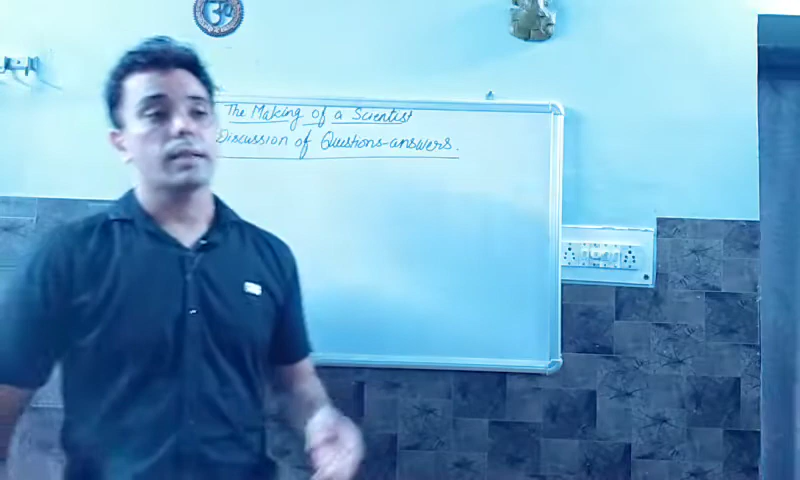 The Making of a Scientist
Discussion of Questions-answers.
ॐ